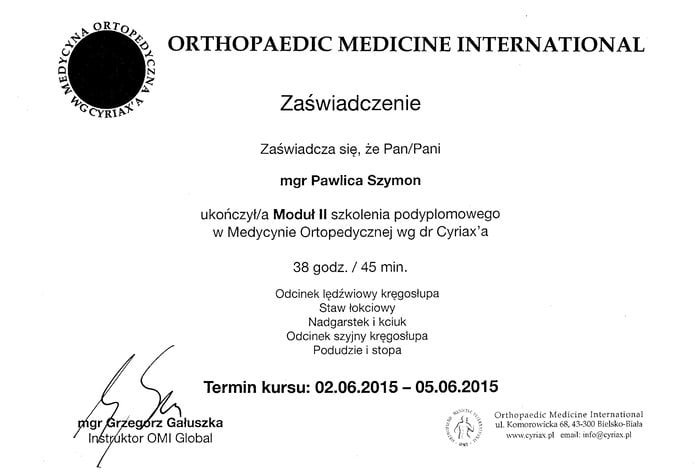 MEDYCYNA ORTOPEDYCZNA
WG CYRIAX'A
ORTHOPAEDIC MEDICINE INTERNATIONAL
Zaświadczenie
Zaświadcza się, że Pan/Pani
mgr Pawlica Szymon
ukończył/a Moduł II szkolenia podyplomowego
w Medycynie Ortopedycznej wg dr Cyriax'a
38 godz. / 45 min.
Odcinek lędźwiowy kręgosłupa
Staw łokciowy
Nadgarstek i kciuk
Odcinek szyjny kręgosłupa
Podudzie i stopa
Termin kursu: 02.06.2015 – 05.06.2015
mgr Grzegorz Gałuszka
Instruktor OMI Global
Orthopaedic Medicine International
ul. Komorowicka 68, 43-300 Bielsko-Biała
www.cyriax.pl email: info@cyriax.pl